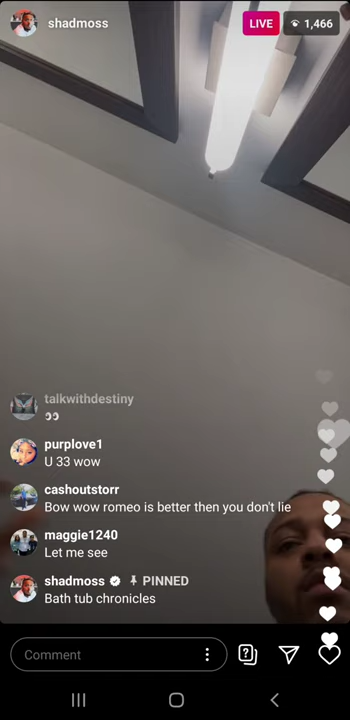 shadmoss
LIVE
1,466
talkwithdestiny
👀
purplove1
U 33 wow
cashoutstorr
Bow wow romeo is better then you don't lie
maggie1240
Let me see
shadmoss PINNED
Bath tub chronicles
Comment